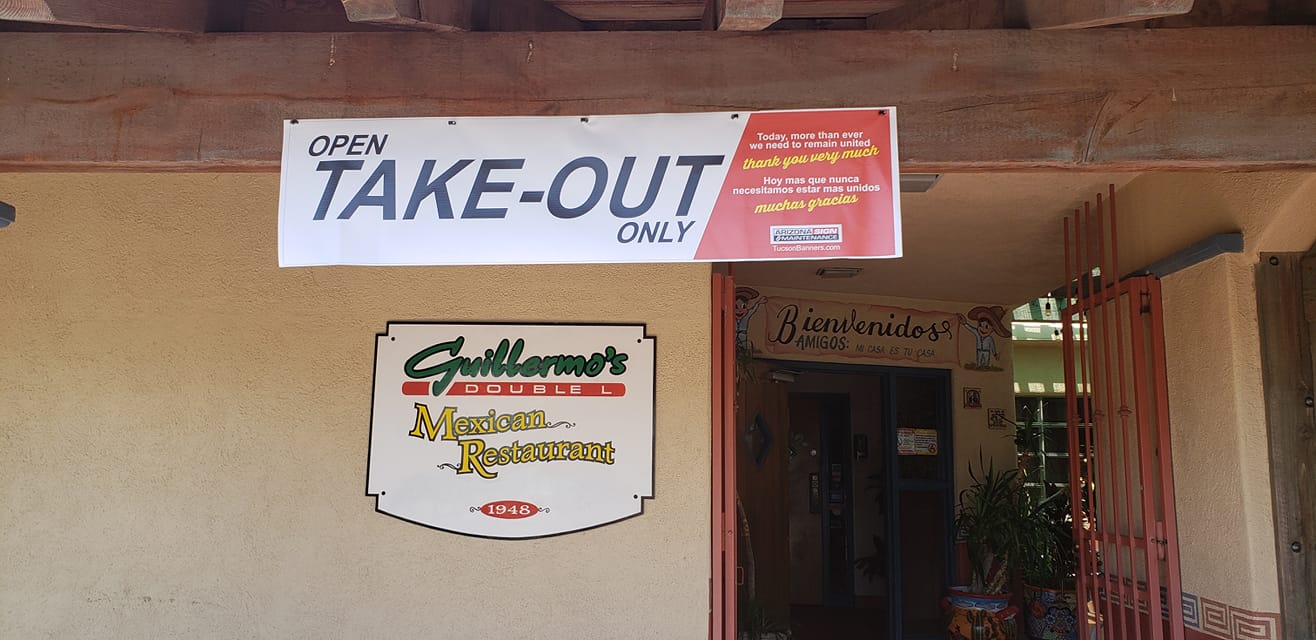 OPEN
TAKE-OUT
ONLY
Today, more than ever
we need to remain united
thank you very much
Hoy mas que nunca
necesitamos estar mas unidos
muchas gracias
ARIZONA SIGN
& MAINTENANCE
TucsonBanners.com
Bienvenidos
AMIGOS: MI CASA ES TU CASA
Guillermo's
DOUBLE L
Mexican
Restaurant
1948